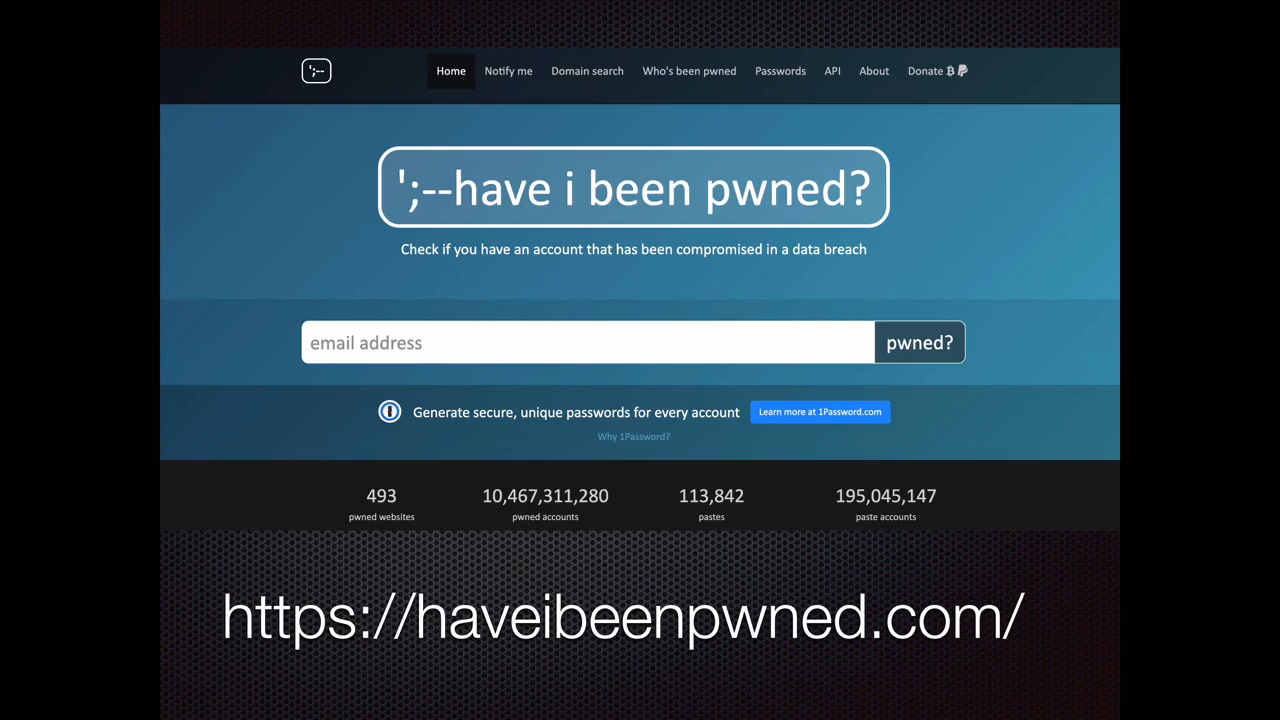 ';--
Home Notify me Domain search Who's been pwned Passwords API About Donate
';--have i been pwned?
Check if you have an account that has been compromised in a data breach
email address pwned?
Generate secure, unique passwords for every account Learn more at 1Password.com
Why 1Password?
493 10,467,311,280 113,842 195,045,147
pwned websites pwned accounts pastes paste accounts
https://haveibeenpwned.com/